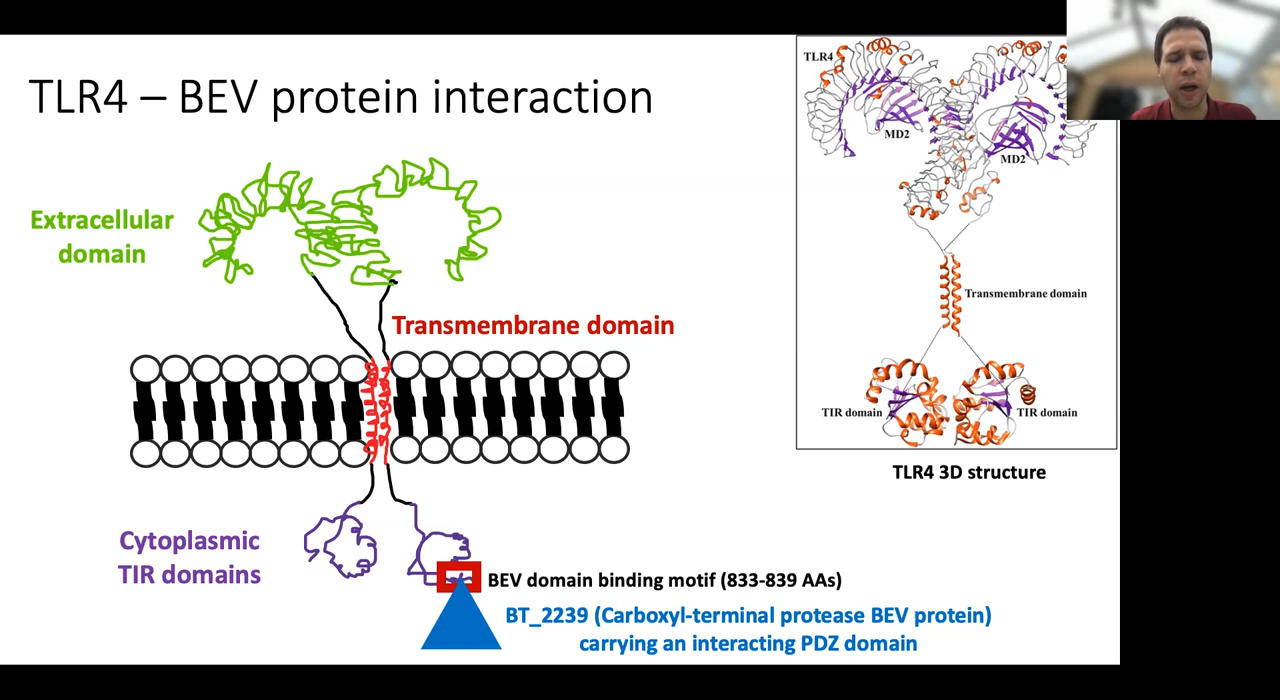 TLR4 – BEV protein interaction
Extracellular
domain
Transmembrane domain
Cytoplasmic
TIR domains
BEV domain binding motif (833-839 AAs)
BT_2239 (Carboxyl-terminal protease BEV protein)
carrying an interacting PDZ domain
TLR4
MD2
MD2
Transmembrane domain
TIR domain
TIR domain
TLR4 3D structure